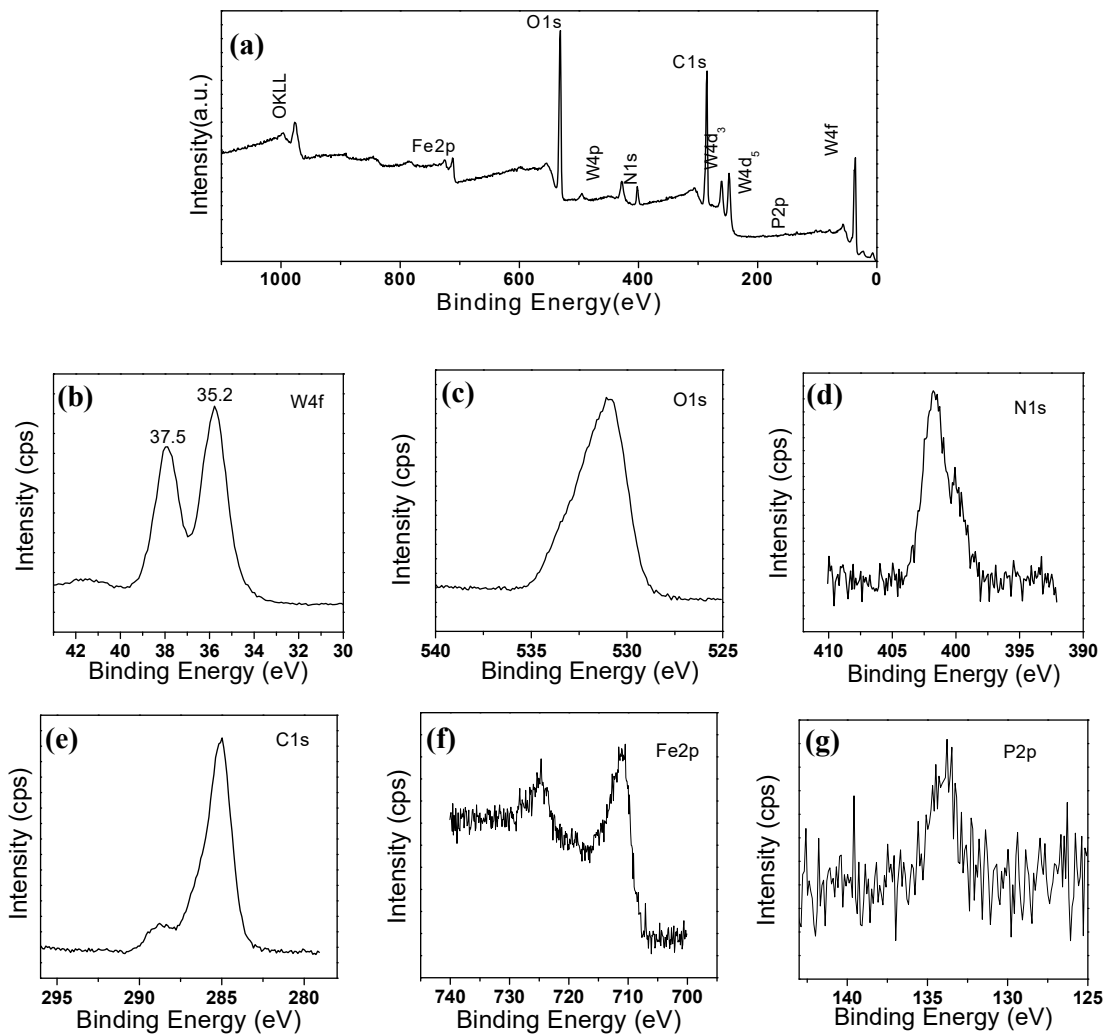 (a)
O1s
C1s
OKLL
Fe2p
W4p
N1s
W4d3
W4d5
P2p
W4f
Intensity(a.u.)
1000 800 600 400 200 0
Binding Energy(eV)
(b)
W4f
37.5
35.2
Intensity (cps)
42 40 38 36 34 32 30
Binding Energy (eV)
(c)
O1s
Intensity (cps)
540 535 530 525
Binding Energy (eV)
(d)
N1s
Intensity (cps)
410 405 400 395 390
Binding Energy (eV)
(e)
C1s
Intensity (cps)
295 290 285 280
Binding Energy (eV)
(f)
Fe2p
Intensity (cps)
740 730 720 710 700
Binding Energy (eV)
(g)
P2p
Intensity (cps)
140 135 130 125
Binding Energy (eV)